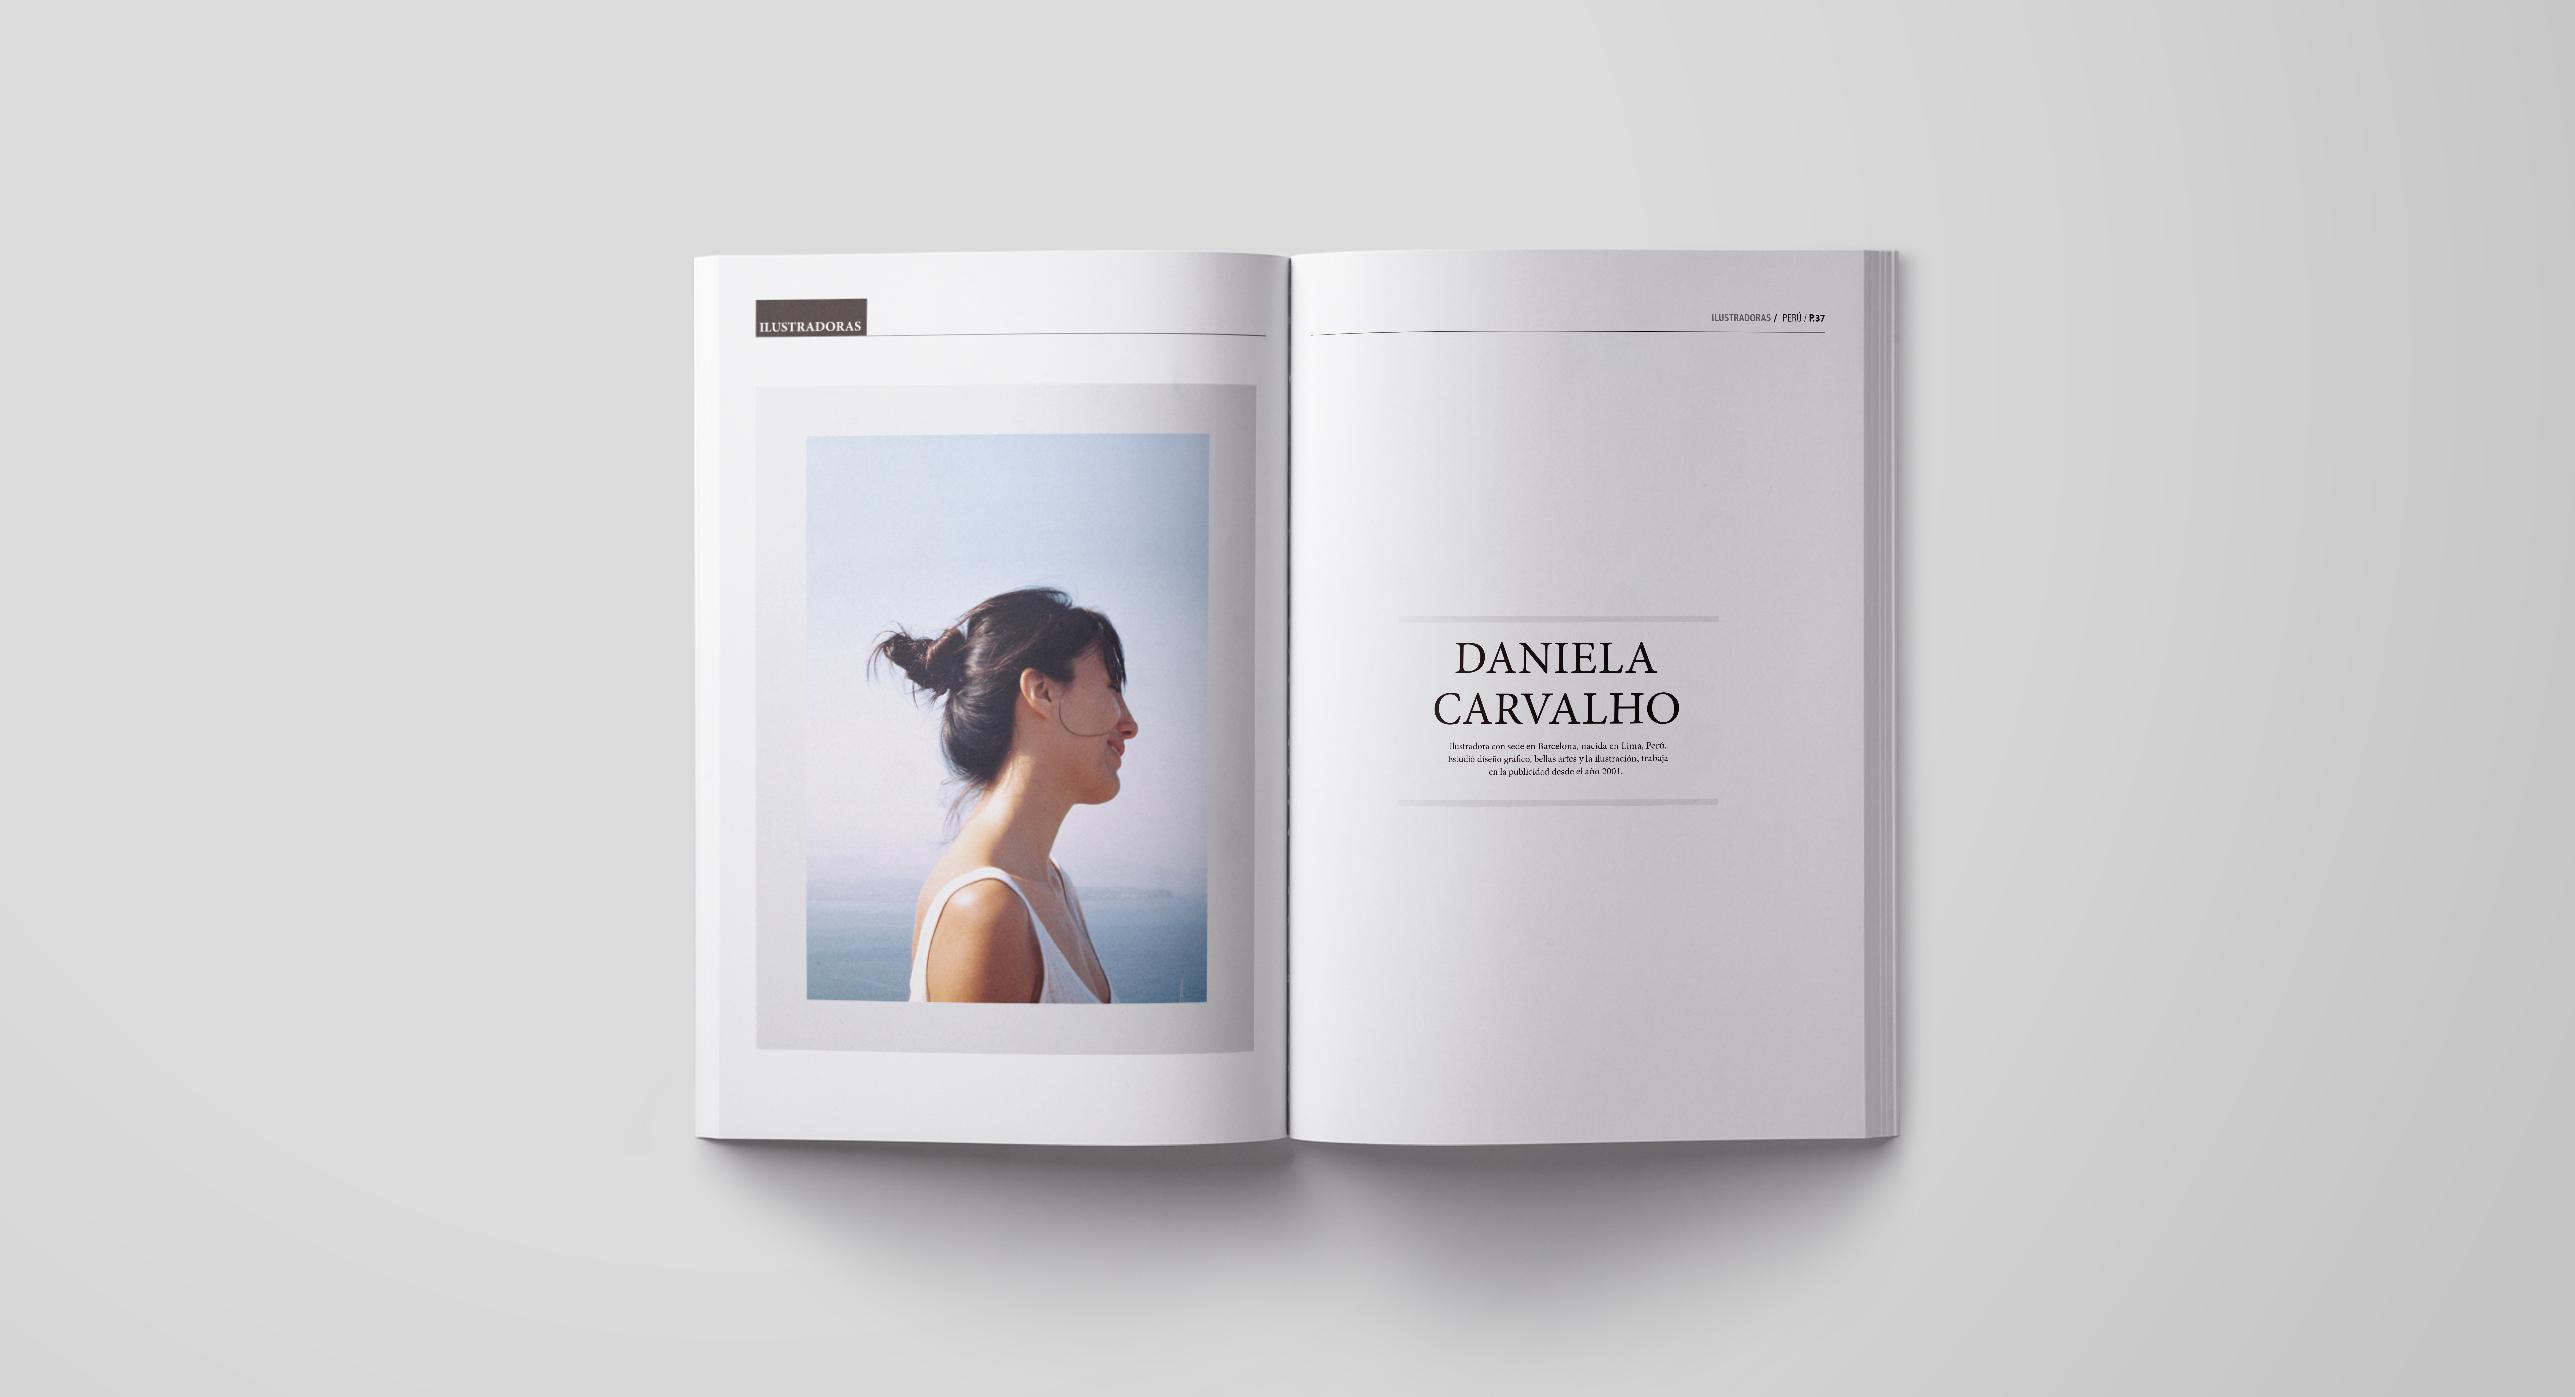 ILUSTRADORAS
ILUSTRADORAS / PERÚ / P.37
DANIELA
CARVALHO
Ilustradora con sede en Barcelona, nacida en Lima, Perú.
Estudió diseño gráfico, bellas artes y la ilustración, trabaja
en la publicidad desde el año 2001.